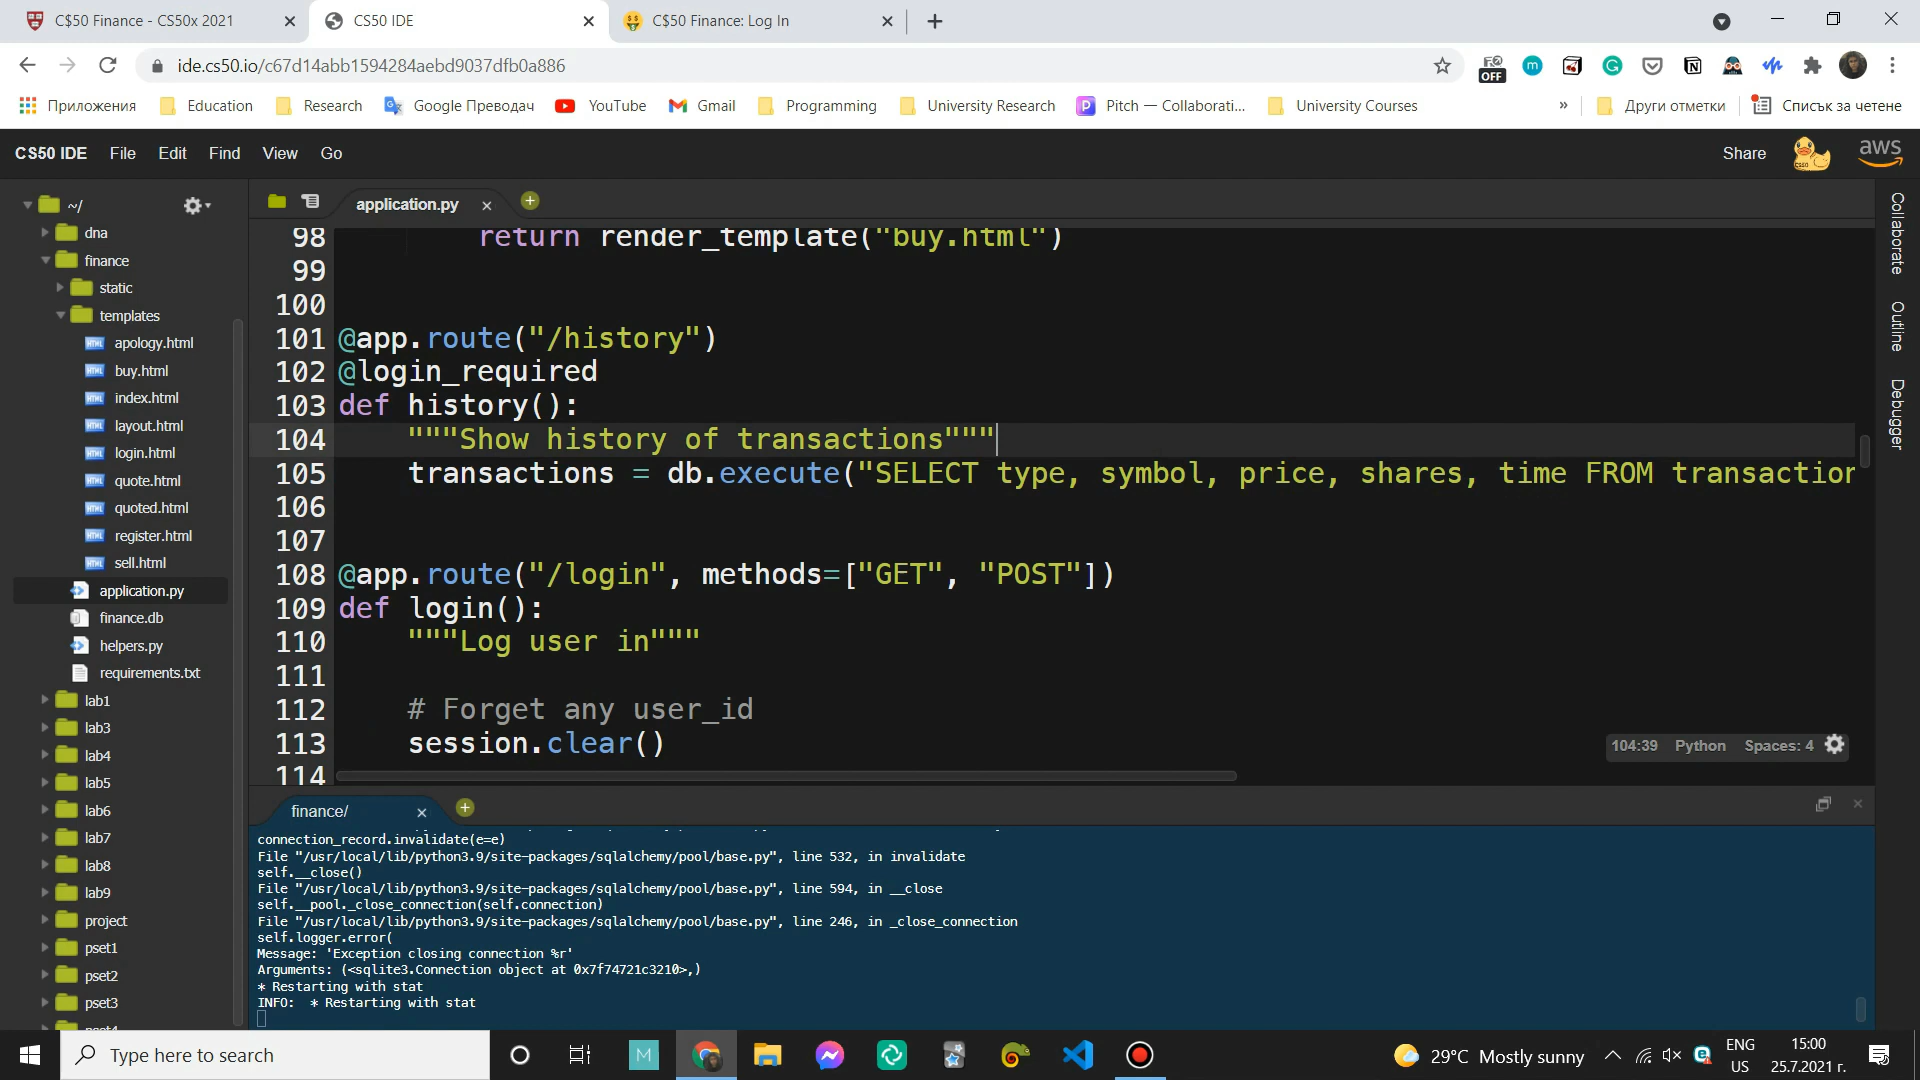 C$50 Finance - CS50x 2021
CS50 IDE
C$50 Finance: Log In
ide.cs50.io/c67d14abb1594284aebd9037dfb0a886
OFF
Приложения
Education
Research
Google Преводач
YouTube
Gmail
Programming
University Research
Pitch — Collaborati...
University Courses
»
Други отметки
Списък за четене
CS50 IDE File Edit Find View Go
Share
aws
~/
dna
finance
static
templates
apology.html
buy.html
index.html
layout.html
login.html
quote.html
quoted.html
register.html
sell.html
application.py
finance.db
helpers.py
requirements.txt
lab1
lab3
lab4
lab5
lab6
lab7
lab8
lab9
project
pset1
pset2
pset3
application.py
98 return render_template("buy.html")
99
100
101 @app.route("/history")
102 @login_required
103 def history():
104 """Show history of transactions"""
105 transactions = db.execute("SELECT type, symbol, price, shares, time FROM transaction
106
107
108 @app.route("/login", methods=["GET", "POST"])
109 def login():
110 """Log user in"""
111
112 # Forget any user_id
113 session.clear()
114
104:39 Python Spaces: 4
Collaborate
Outline
Debugger
finance/
connection_record.invalidate(e=e)
File "/usr/local/lib/python3.9/site-packages/sqlalchemy/pool/base.py", line 532, in invalidate
self.__close()
File "/usr/local/lib/python3.9/site-packages/sqlalchemy/pool/base.py", line 594, in __close
self.__pool._close_connection(self.connection)
File "/usr/local/lib/python3.9/site-packages/sqlalchemy/pool/base.py", line 246, in _close_connection
self.logger.error(
Message: 'Exception closing connection %r'
Arguments: (<sqlite3.Connection object at 0x7f74721c3210>,)
* Restarting with stat
INFO:  * Restarting with stat
Type here to search
29°C Mostly sunny
ENG
US
15:00
25.7.2021 г.